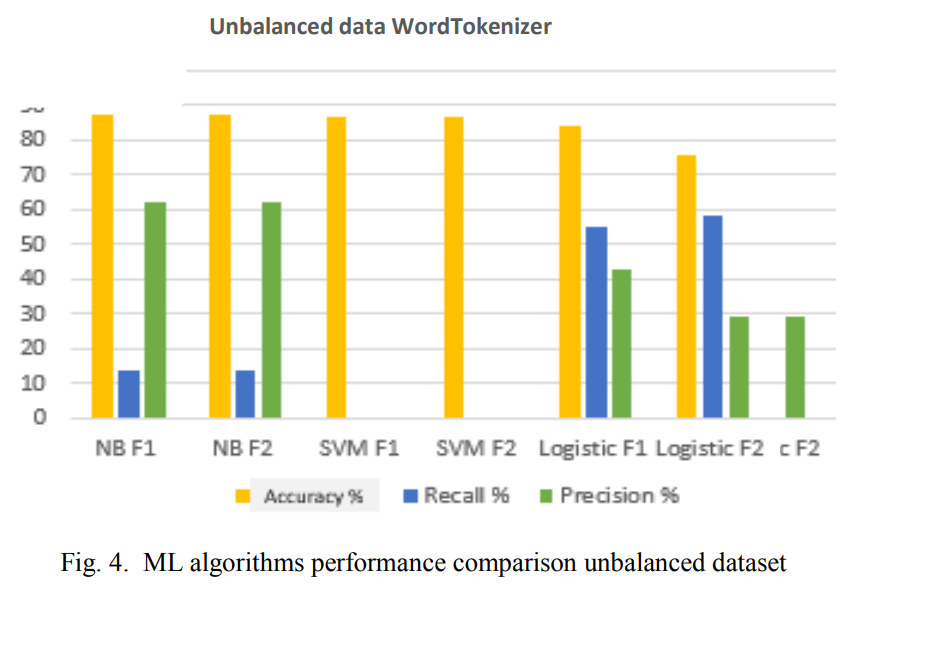 Unbalanced data WordTokenizer
80
70
60
50
40
30
20
10
0
NB F1 NB F2 SVM F1 SVM F2 Logistic F1 Logistic F2 c F2
Accuracy % Recall % Precision %
Fig. 4. ML algorithms performance comparison unbalanced dataset